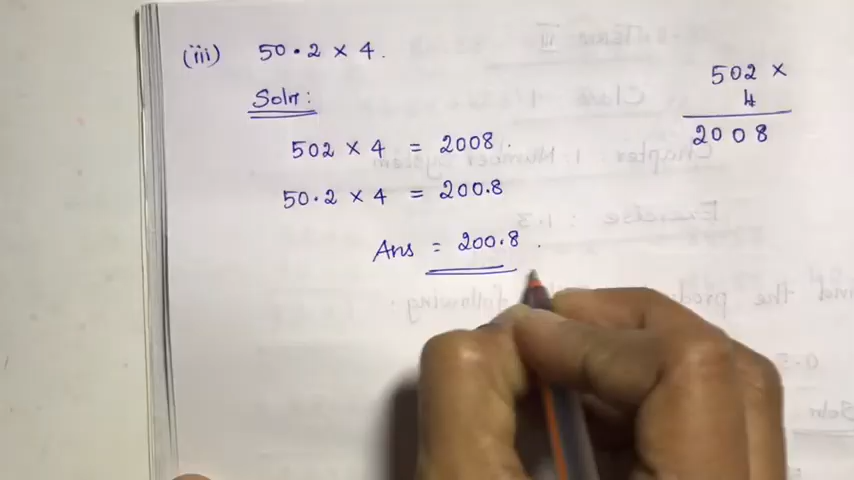 (iii) 50.2 × 4.
Soln:
502 × 4 = 2008.
50.2 × 4 = 200.8
Ans = 200.8.
502 ×
4
2008